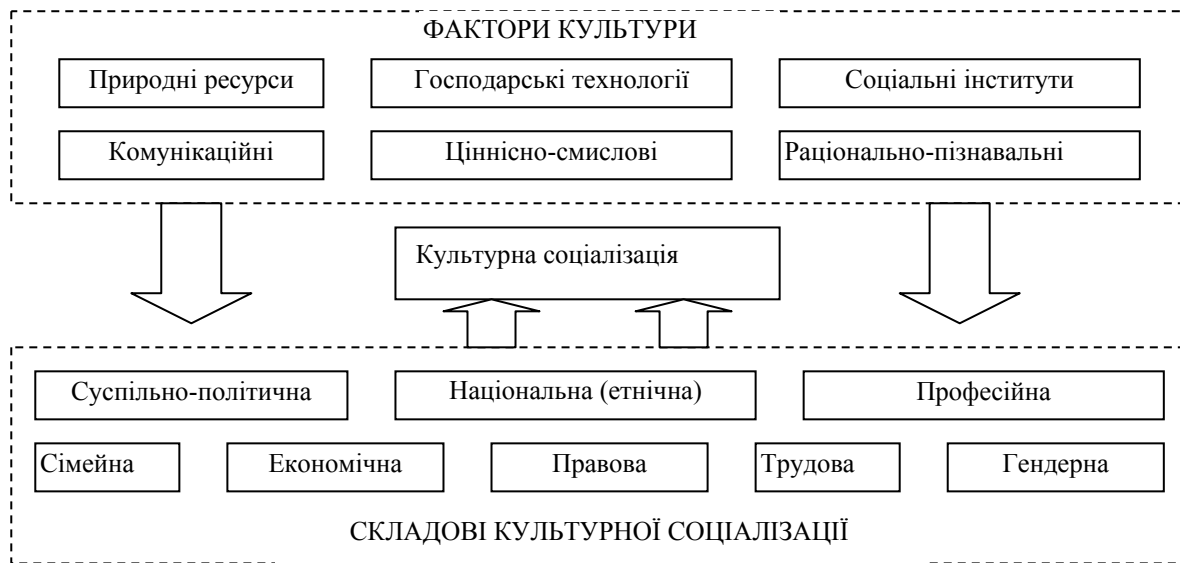 ФАКТОРИ КУЛЬТУРИ
Природні ресурси
Господарські технології
Соціальні інститути
Комунікаційні
Ціннісно-смислові
Раціонально-пізнавальні
Культурна соціалізація
Суспільно-політична
Національна (етнічна)
Професійна
Сімейна
Економічна
Правова
Трудова
Гендерна
СКЛАДОВІ КУЛЬТУРНОЇ СОЦІАЛІЗАЦІЇ